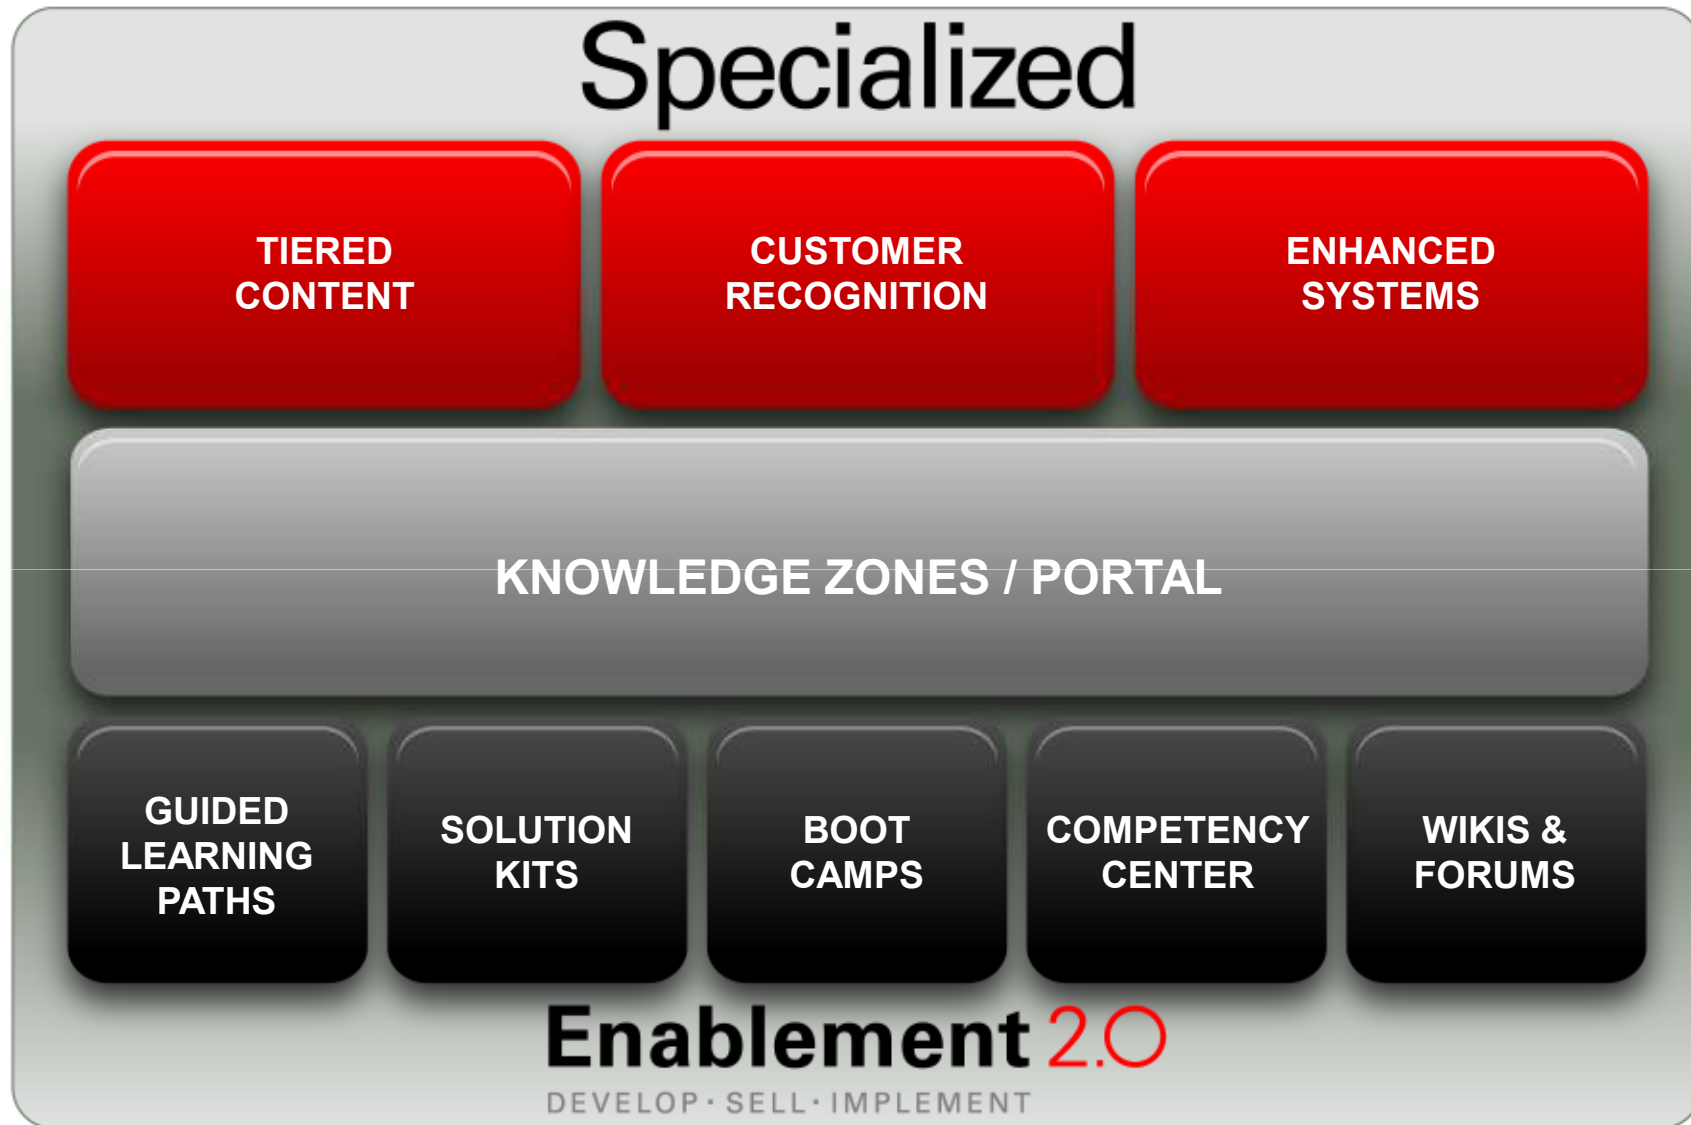 Specialized
TIERED
CONTENT
CUSTOMER
RECOGNITION
ENHANCED
SYSTEMS
KNOWLEDGE ZONES / PORTAL
GUIDED
LEARNING
PATHS
SOLUTION
KITS
BOOT
CAMPS
COMPETENCY
CENTER
WIKIS &
FORUMS
Enablement 2.0
DEVELOP · SELL · IMPLEMENT